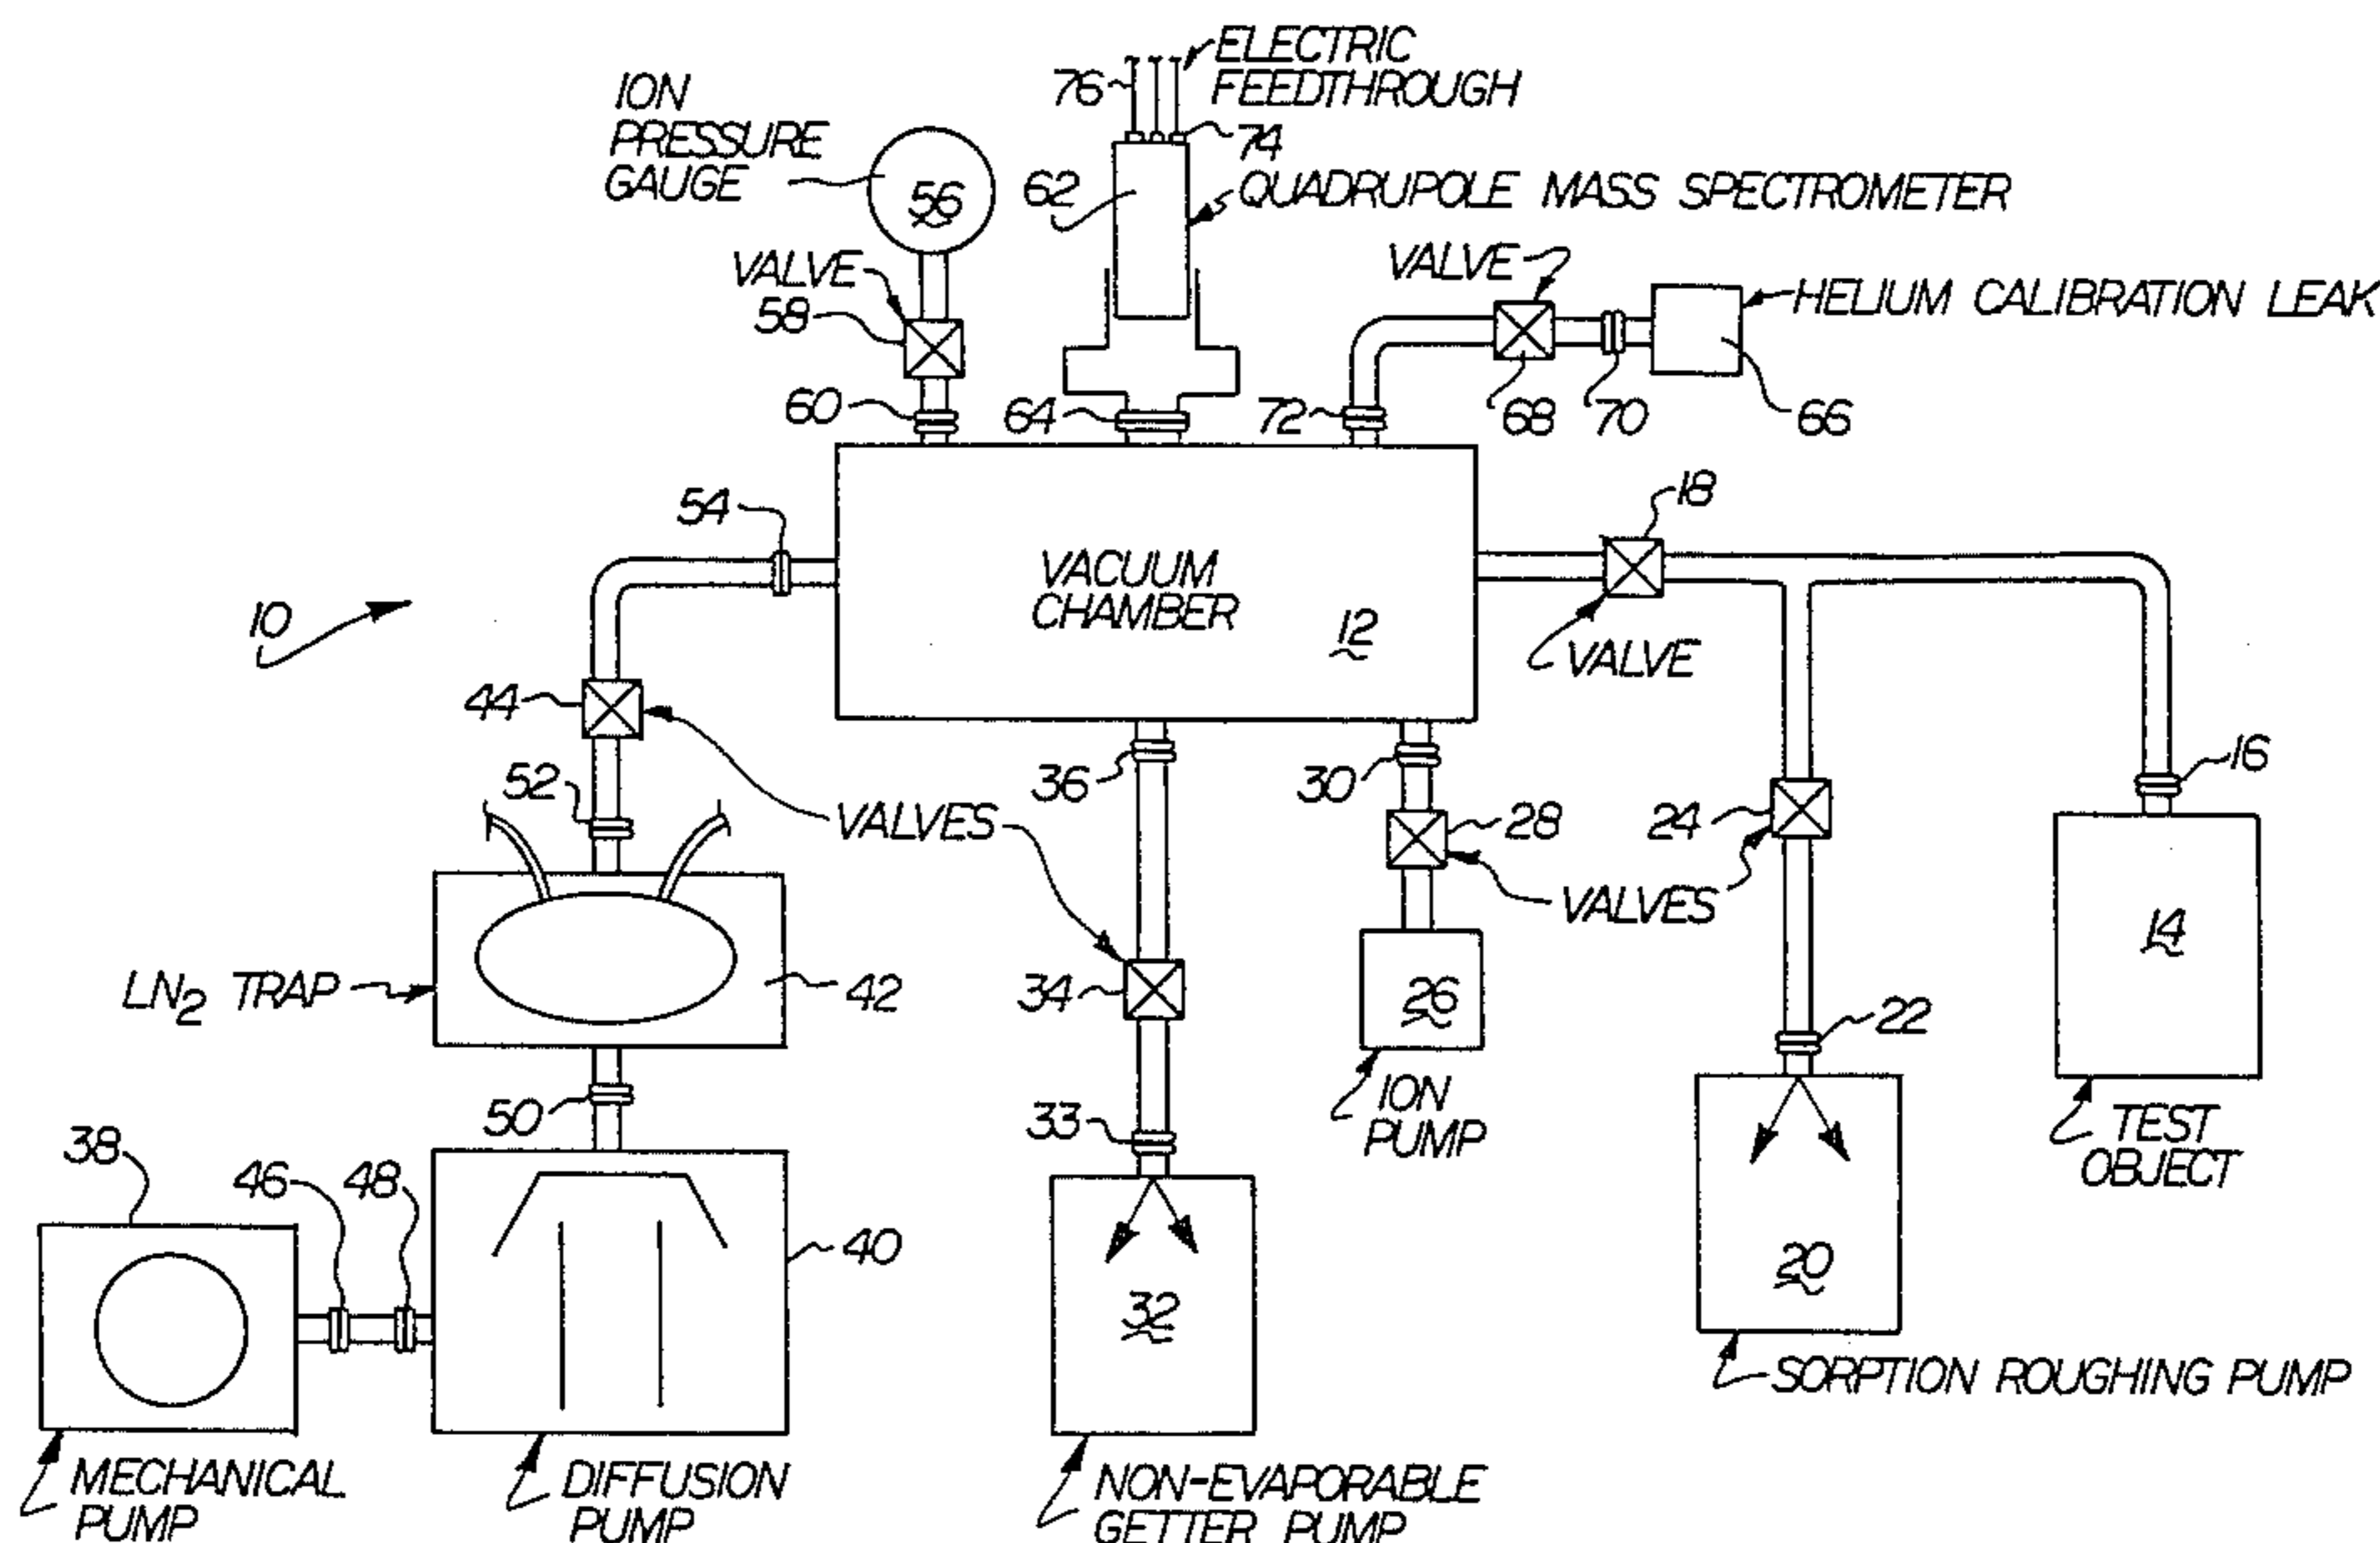 ELECTRIC
FEEDTHROUGH
76
74
ION
PRESSURE
GAUGE
56
62
QUADRUPOLE MASS SPECTROMETER
VALVE
58
VALVE
HELIUM CALIBRATION LEAK
60
64
72
68
70
66
54
18
10
VACUUM
CHAMBER
12
VALVE
44
52
36
30
16
VALVES
28
24
VALVES
14
LN2 TRAP
42
34
26
22
50
33
ION
PUMP
TEST
OBJECT
38
46
48
40
32
20
SORPTION ROUGHING PUMP
MECHANICAL
PUMP
DIFFUSION
PUMP
NON-EVAPORABLE
GETTER PUMP